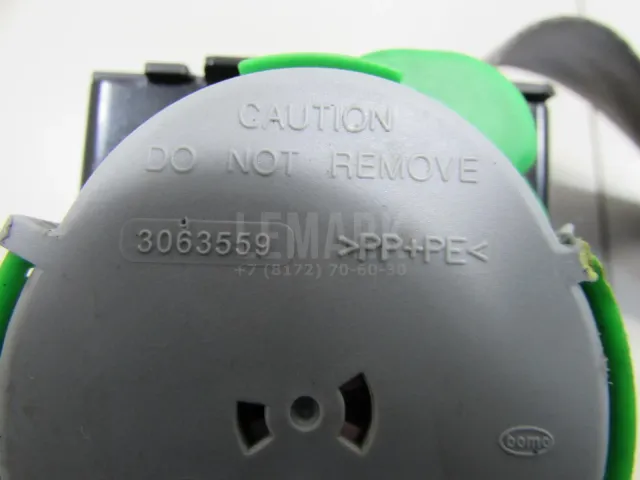 CAUTION
DO NOT REMOVE
LEMARK
3063559 >PP+PE<
+7 (8172) 70-60-30
bomo